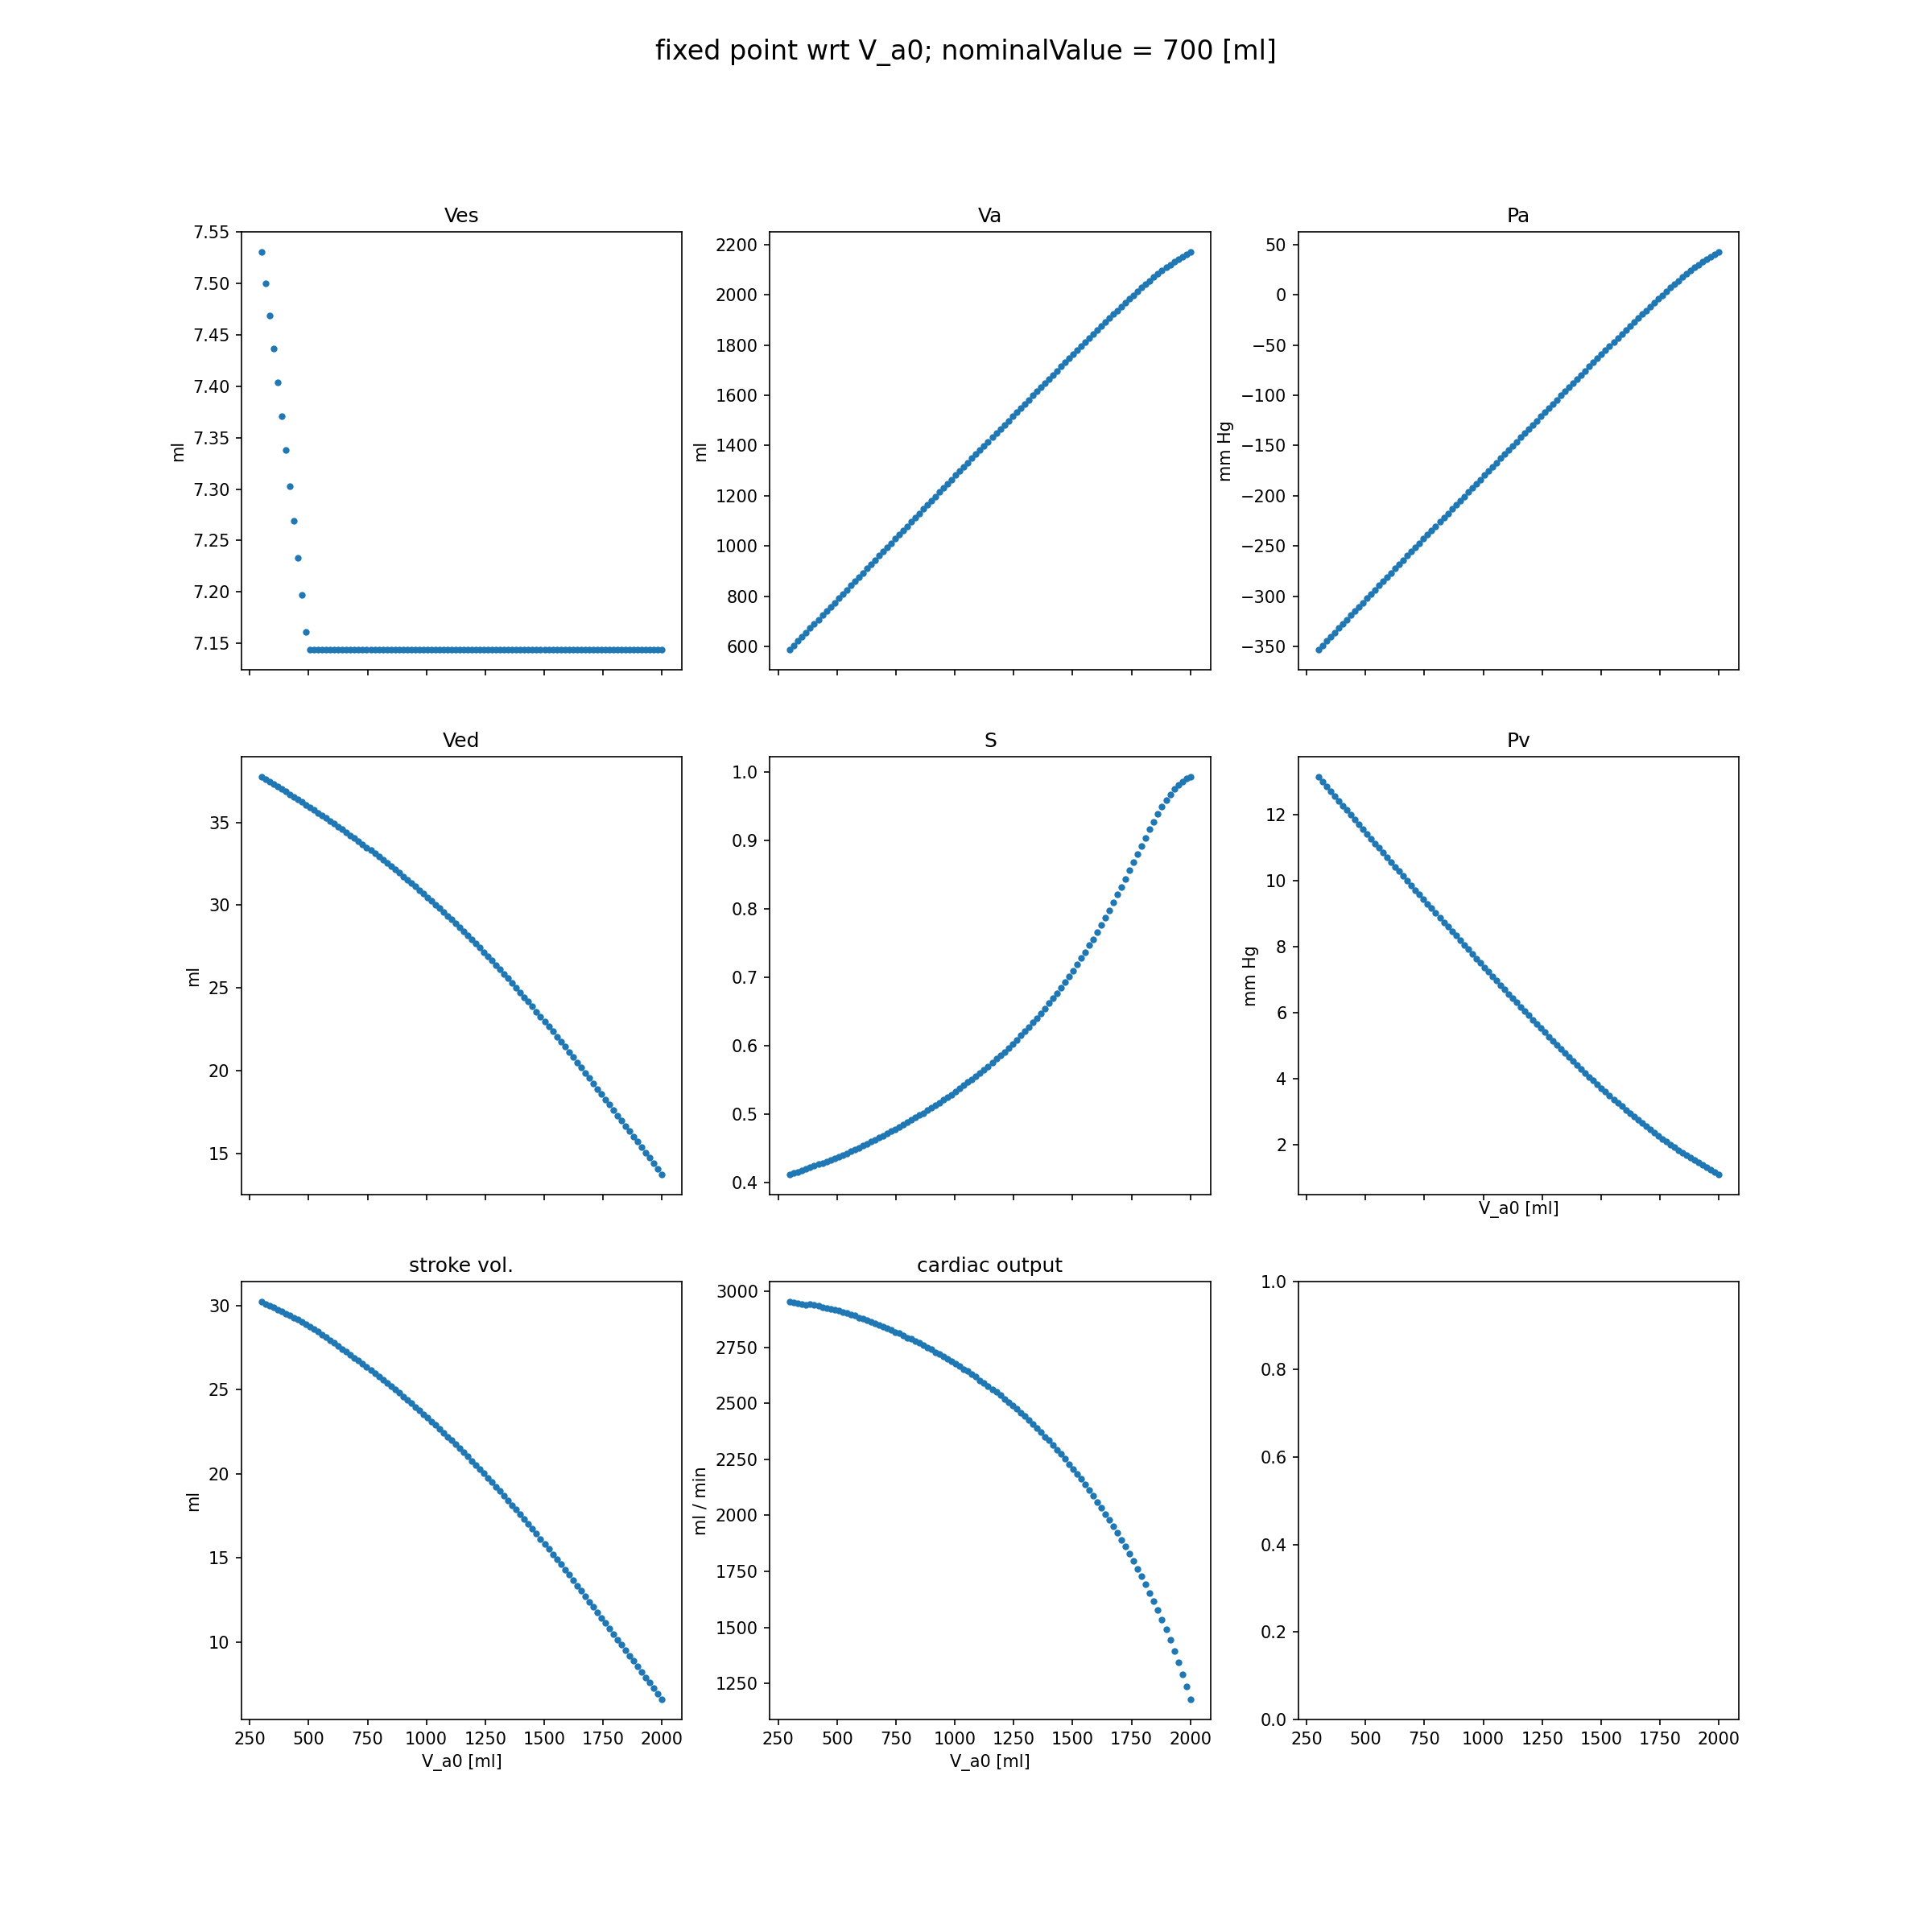 fixed point wrt V_a0; nominalValue = 700 [ml]
Ves
7.55
7.50
7.45
7.40
7.35
7.30
7.25
7.20
7.15
ml
Va
2200
2000
1800
1600
1400
1200
1000
800
600
ml
Pa
50
0
−50
−100
−150
−200
−250
−300
−350
mm Hg
Ved
35
30
25
20
15
ml
S
1.0
0.9
0.8
0.7
0.6
0.5
0.4
Pv
12
10
8
6
4
2
mm Hg
V_a0 [ml]
stroke vol.
30
25
20
15
10
ml
250 500 750 1000 1250 1500 1750 2000
V_a0 [ml]
cardiac output
3000
2750
2500
2250
2000
1750
1500
1250
ml / min
250 500 750 1000 1250 1500 1750 2000
V_a0 [ml]
1.0
0.8
0.6
0.4
0.2
0.0
250 500 750 1000 1250 1500 1750 2000